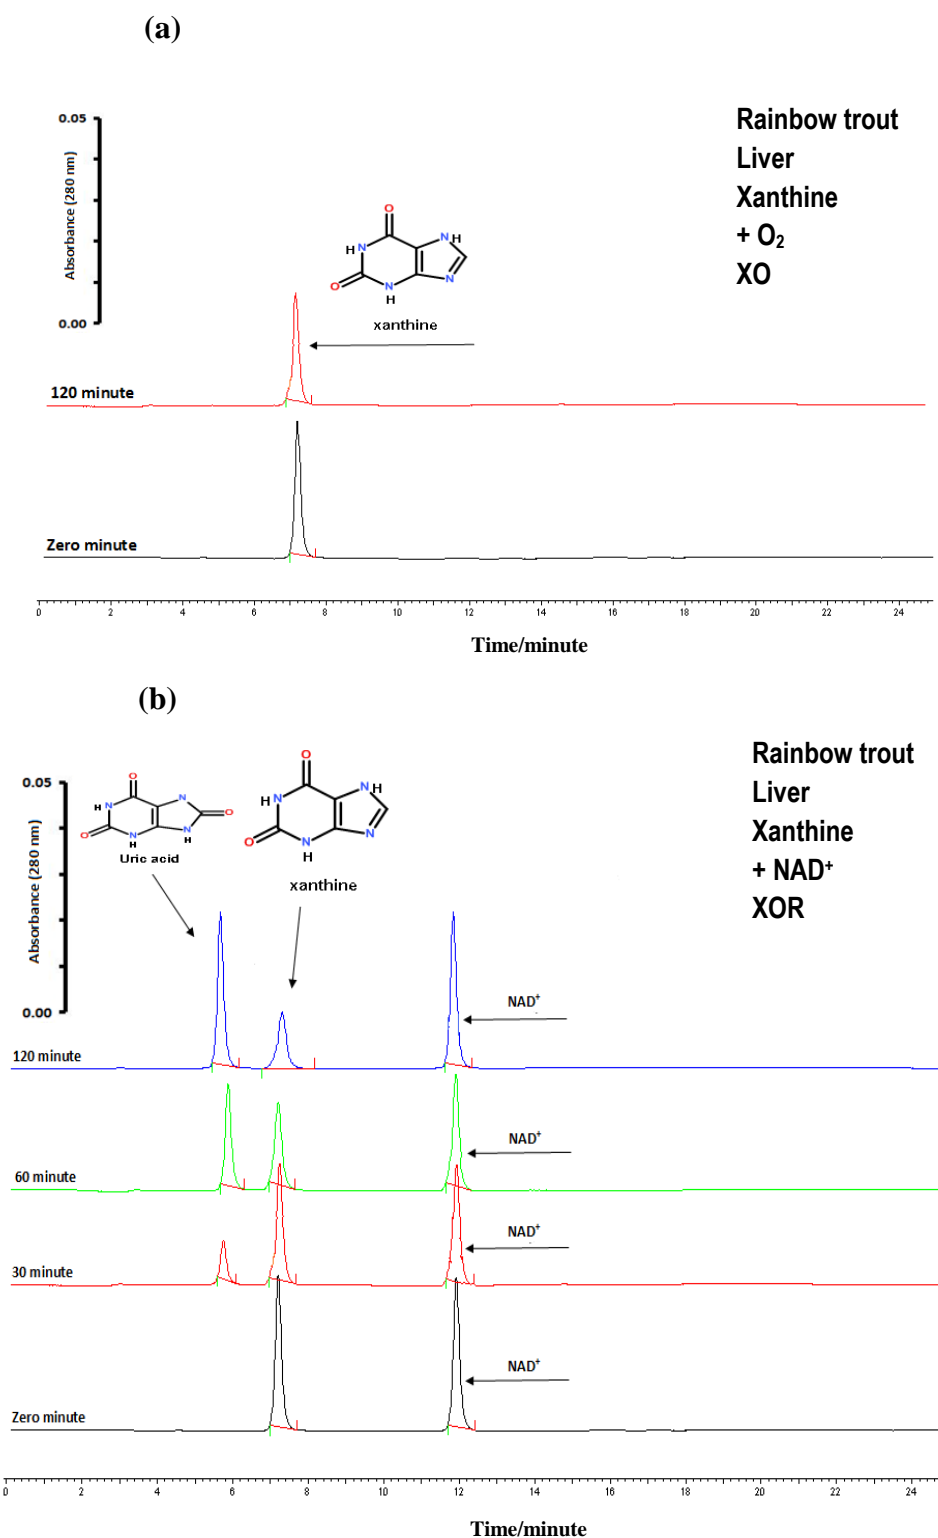 (a)
Rainbow trout
Liver
Xanthine
+ O₂
XO
0.05
Absorbance (280 nm)
0.00
O
H N
N H
O
N
H
N
xanthine
120 minute
Zero minute
0 2 4 6 8 10 12 14 16 18 20 22 24
Time/minute
(b)
Rainbow trout
Liver
Xanthine
+ NAD⁺
XOR
0.05
Absorbance (280 nm)
0.00
O
H N
N
O
O
N
H
N
H
Uric acid
O
H N
N H
O
N
H
N
xanthine
NAD⁺
120 minute
NAD⁺
60 minute
NAD⁺
30 minute
NAD⁺
Zero minute
0 2 4 6 8 10 12 14 16 18 20 22 24
Time/minute